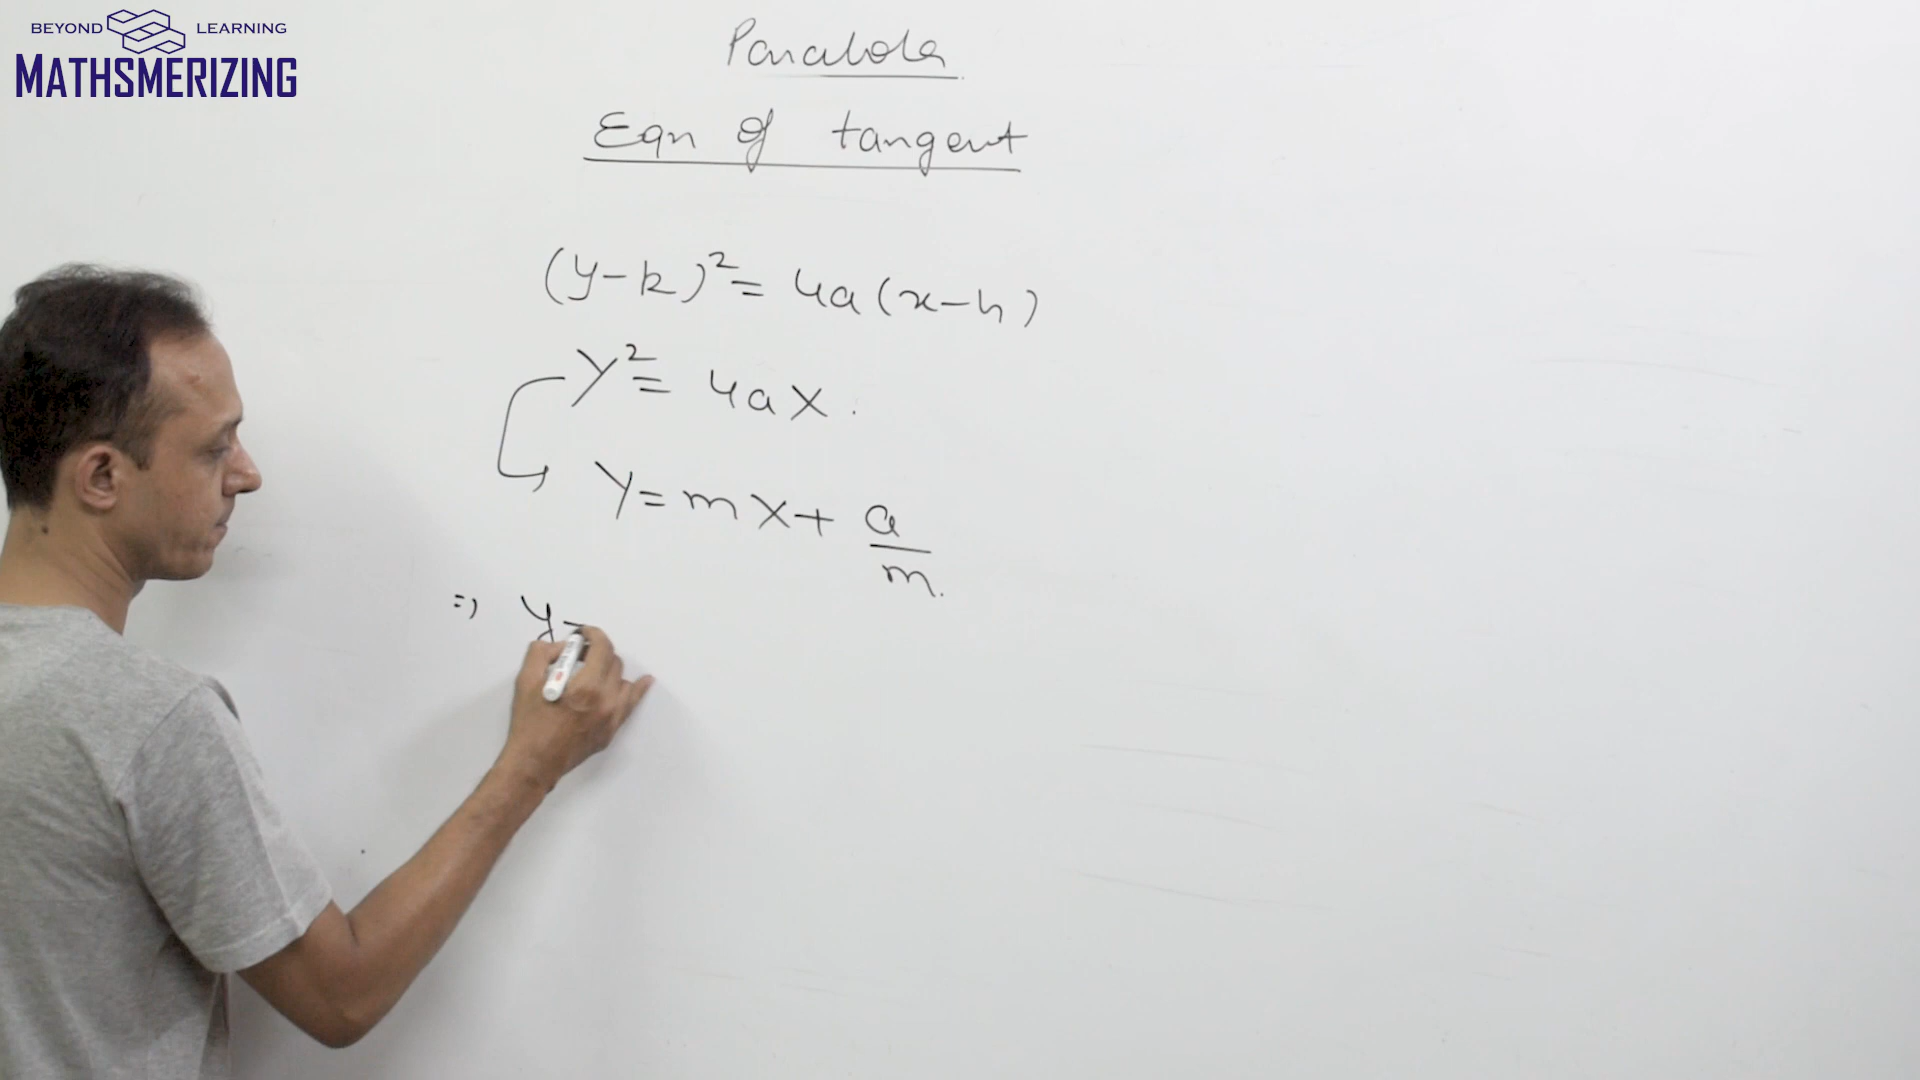 BEYOND LEARNING
MATHSMERIZING
Parabola
Eqn of tangent
(y-k)²= 4a(x-h)
Y²= 4aX.
Y= mX+ a/m.
⇒ y-